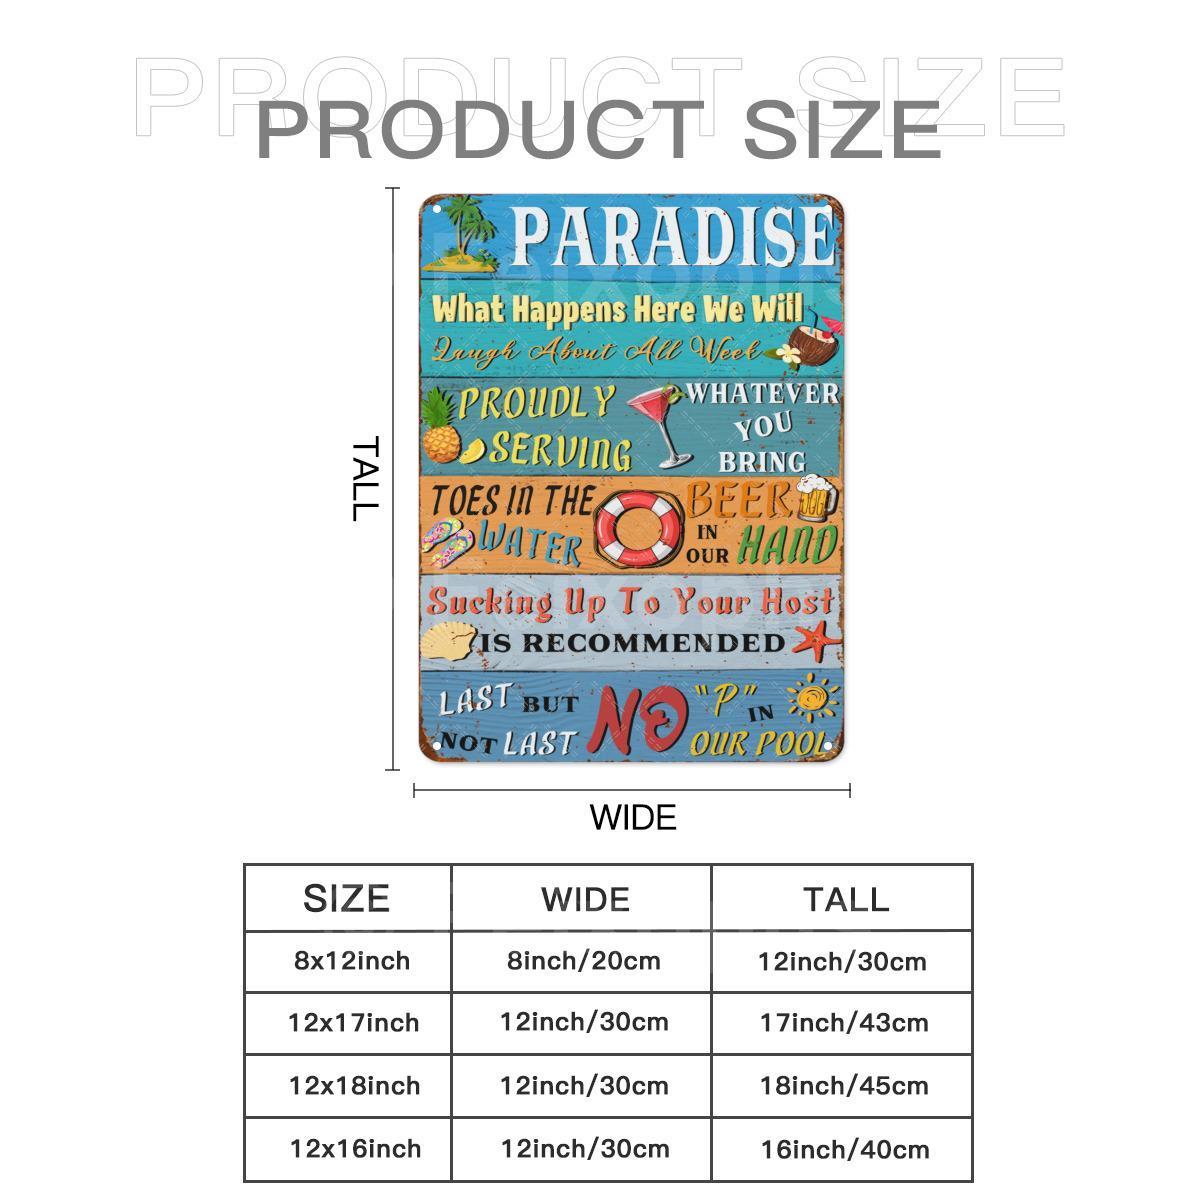 PRODUCT SIZE
PRODUCT SIZE
TALL
PARADISE
What Happens Here We Will
Laugh About All Week
PROUDLY
SERVING
WHATEVER
YOU
BRING
TOES IN THE
WATER
BEER
IN
OUR HAND
Sucking Up To Your Host
IS RECOMMENDED
LAST BUT
NOT LAST
NO
"P" IN
OUR POOL
WIDE
SIZE WIDE TALL
8x12inch 8inch/20cm 12inch/30cm
12x17inch 12inch/30cm 17inch/43cm
12x18inch 12inch/30cm 18inch/45cm
12x16inch 12inch/30cm 16inch/40cm